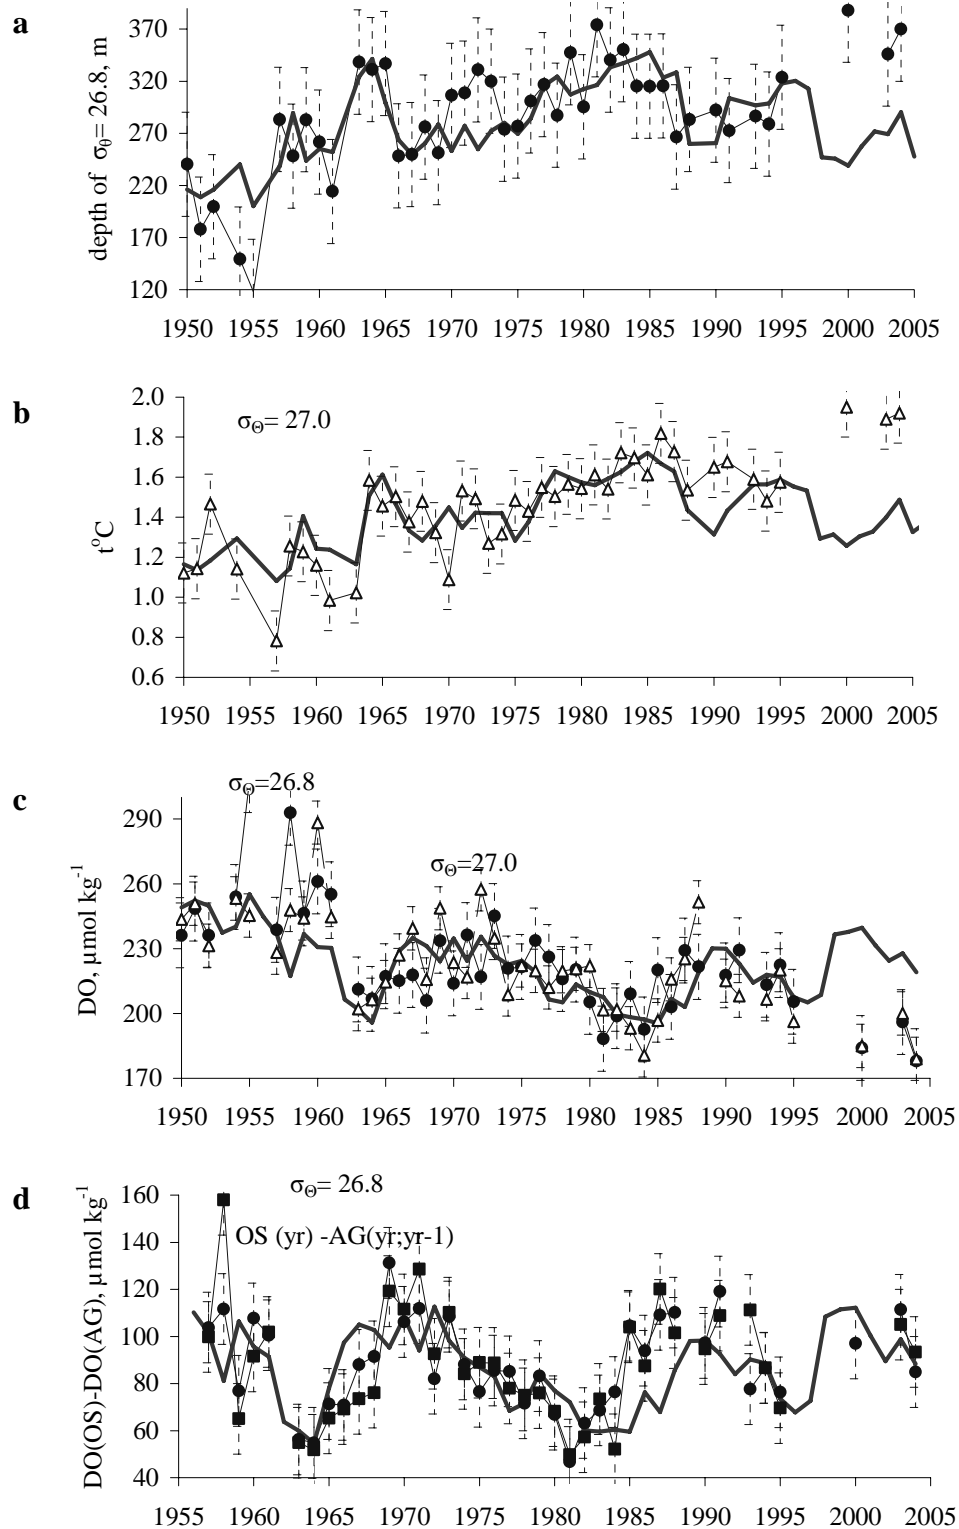 a
depth of σθ= 26.8, m
370
320
270
220
170
120
1950 1955 1960 1965 1970 1975 1980 1985 1990 1995 2000 2005
b
σΘ= 27.0
t°C
2.0
1.8
1.6
1.4
1.2
1.0
0.8
0.6
1950 1955 1960 1965 1970 1975 1980 1985 1990 1995 2000 2005
c
σΘ=26.8
σΘ=27.0
DO, µmol kg-1
290
260
230
200
170
1950 1955 1960 1965 1970 1975 1980 1985 1990 1995 2000 2005
d
σΘ= 26.8
OS (yr) -AG(yr;yr-1)
DO(OS)-DO(AG), µmol kg-1
160
140
120
100
80
60
40
1955 1960 1965 1970 1975 1980 1985 1990 1995 2000 2005